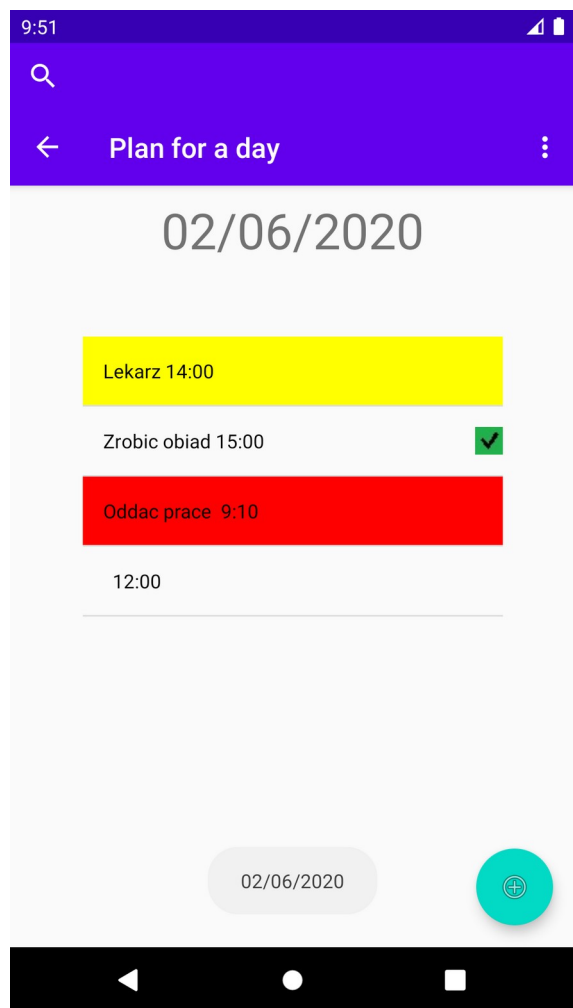 9:51
Plan for a day
02/06/2020
Lekarz 14:00
Zrobic obiad 15:00
Oddac prace 9:10
12:00
02/06/2020